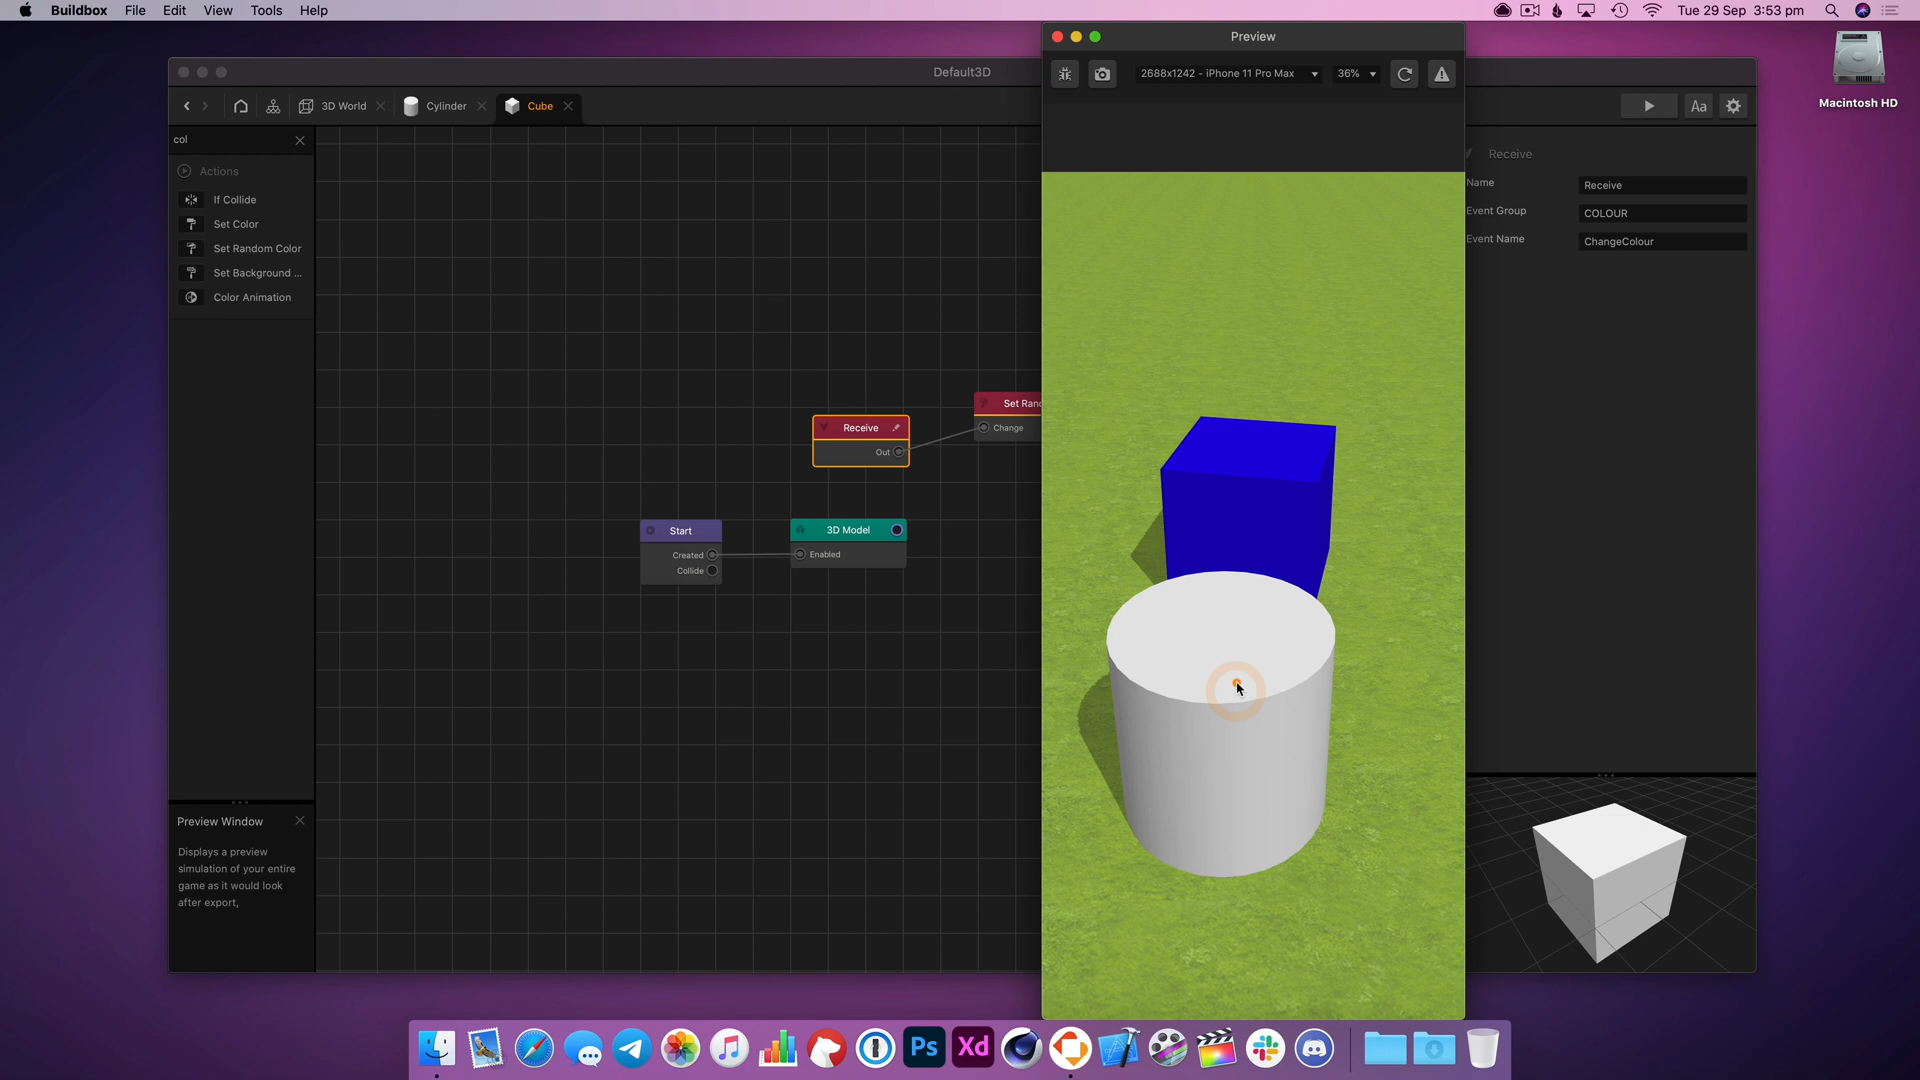 Buildbox File Edit View Tools Help
Tue 29 Sep 3:53 pm
Preview
Default3D
2688x1242 - iPhone 11 Pro Max
36%
3D World
Cylinder
Cube
Aa
Macintosh HD
col
Actions
If Collide
Set Color
Set Random Color
Set Background ...
Color Animation
Receive
Name
Receive
Event Group
COLOUR
Event Name
ChangeColour
Set Rand
Change
Receive
Out
Start
Created
Collide
3D Model
Enabled
Preview Window
Displays a preview
simulation of your entire
game as it would look
after export,
Ps
Xd